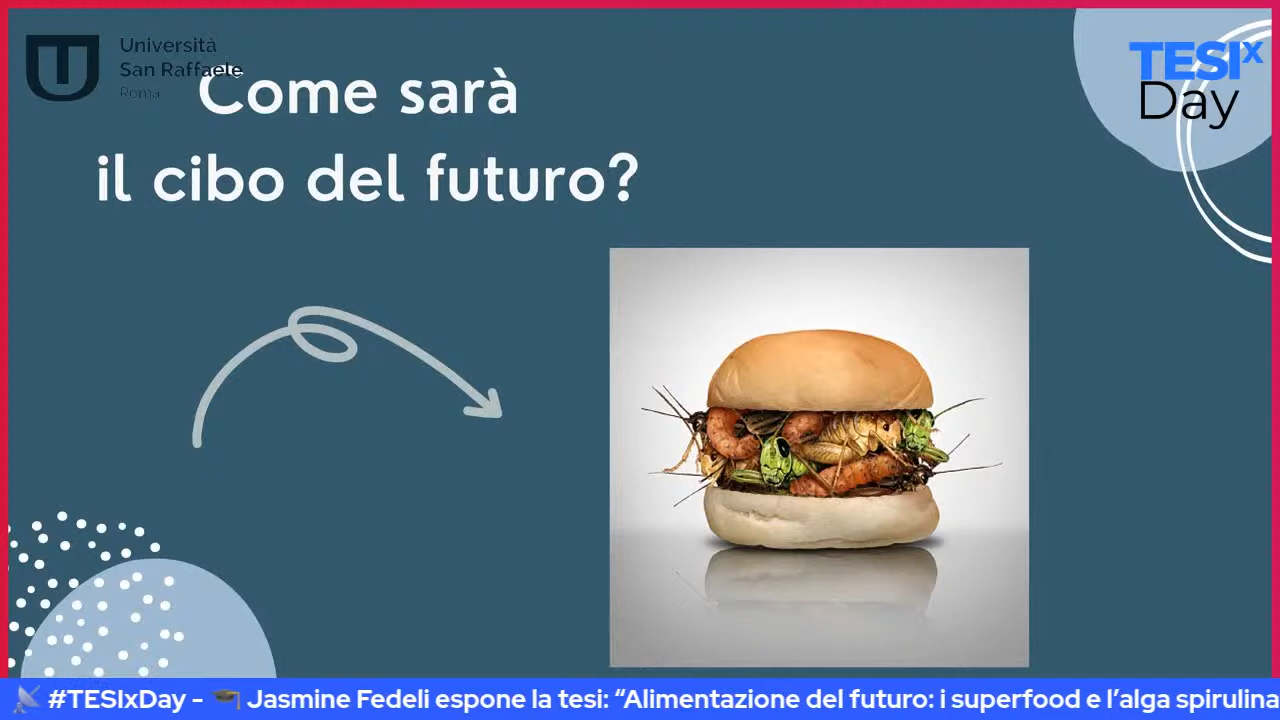 Università
San Raffaele
Roma
Come sarà
il cibo del futuro?
TESIx
Day
#TESIxDay - Jasmine Fedeli espone la tesi: “Alimentazione del futuro: i superfood e l’alga spirulina